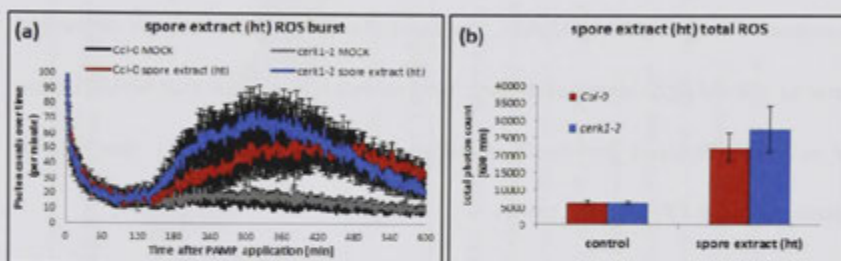 (a)
spore extract (ht) ROS burst
Col-0 MOCK
cerk1-2 MOCK
Col-0 spore extract (ht)
cerk1-2 spore extract (ht)
Photon counts over time
(per minute)
100
90
80
70
60
50
40
30
20
10
0
0
60
120
180
240
300
360
420
480
540
600
Time after PAMP application [min]
(b)
spore extract (ht) total ROS
Col-0
cerk1-2
total photon count
[600 min]
40000
35000
30000
25000
20000
15000
10000
5000
0
control
spore extract (ht)